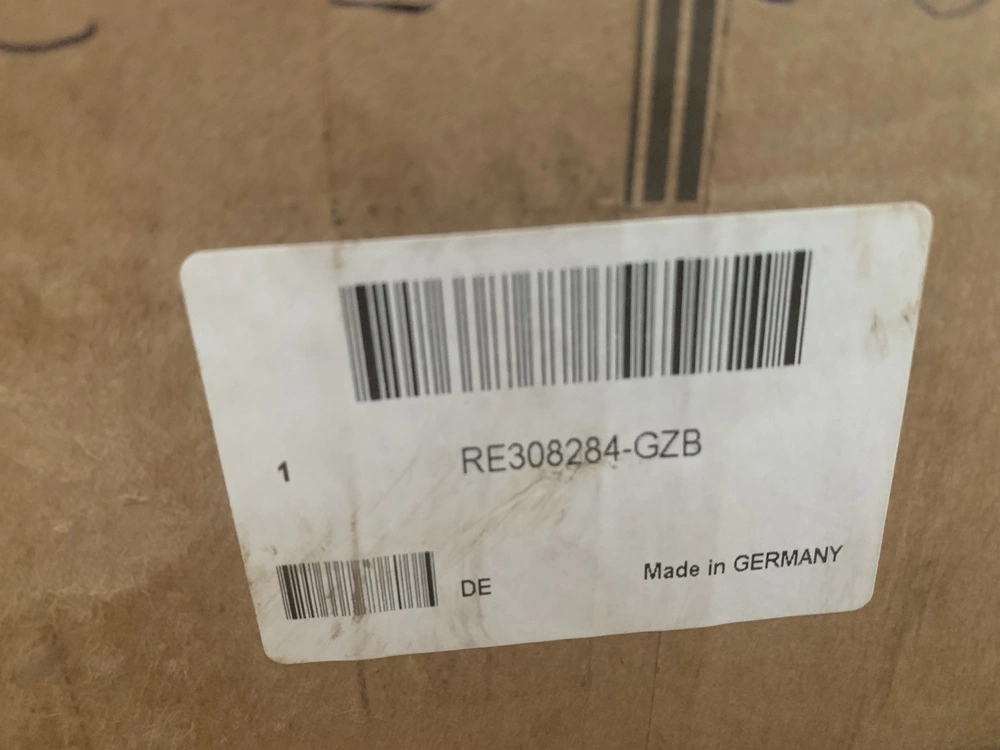 1
RE308284-GZB
DE
Made in GERMANY